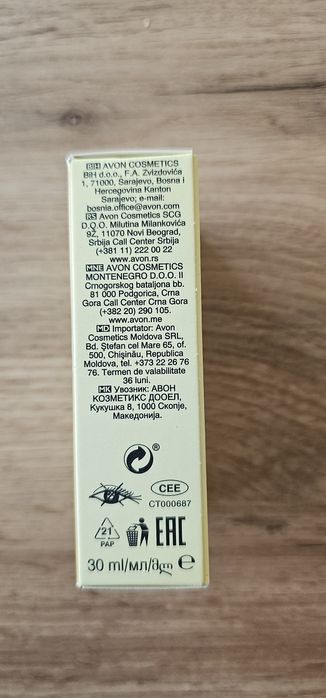 BIH AVON COSMETICS
BiH d.o.o., F.A. Zvizdovića
1, 71000, Sarajevo, Bosna i
Hercegovina Kanton
Sarajevo; e-mail:
bosnia.office@avon.com
RS Avon Cosmetics SCG
D.O.O. Milutina Milankovića
9Ž, 11070 Novi Beograd,
Srbija Call Center Srbija
(+381 11) 222 00 22
www.avon.rs
MNE AVON COSMETICS
MONTENEGRO D.O.O. II
Crnogorskog bataljona bb.
81 000 Podgorica, Crna
Gora Call Center Crna Gora
(+382 20) 290 105.
www.avon.me
MD Importator: Avon
Cosmetics Moldova SRL,
Bd. Ştefan cel Mare 65, of.
500, Chişinău, Republica
Moldova, tel. +373 22 26 76
76. Termen de valabilitate
36 luni.
MK Увозник: АВОН
КОЗМЕТИКС ДООЕЛ,
Кукушка 8, 1000 Скопје,
Македонија.
CEE
CT000687
21
PAP
EAC
30 ml/мл/მლ e